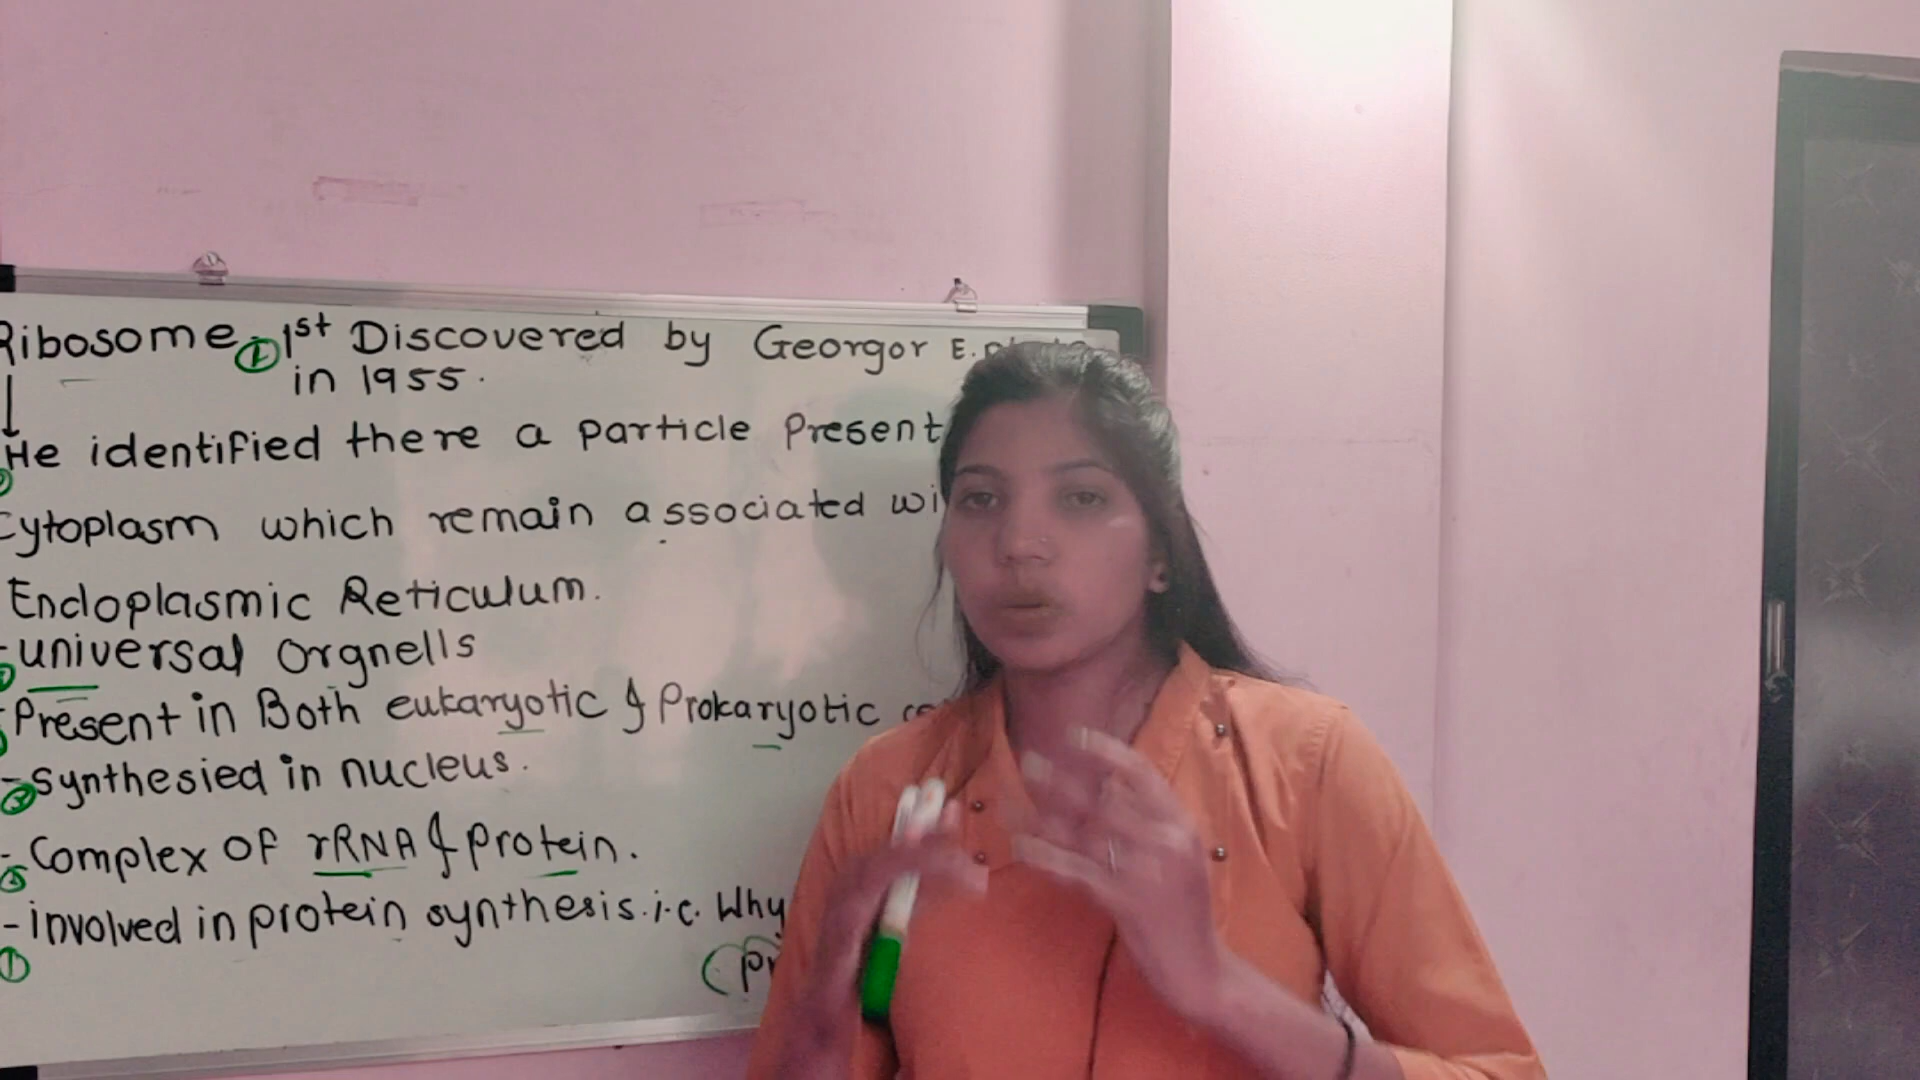 Ribosome ① 1st Discovered by Georgor E.
in 1955.
He identified there a particle Present
Cytoplasm which remain associated
Endoplasmic Reticulum.
- universal orgnells
- Present in Both eukaryotic & Prokaryotic
- synthesied in nucleus.
- Complex OF rRNA & protein.
- involved in protein synthesis. i.e. Why